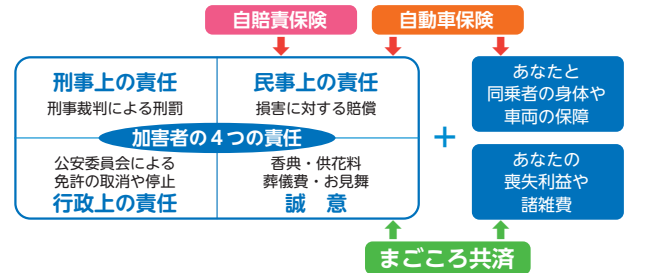 自賠責保険
自動車保険
刑事上の責任
刑事裁判による刑罰
民事上の責任
損害に対する賠償
加害者の4つの責任
公安委員会による
免許の取消や停止
行政上の責任
香典・供花料
葬儀費・お見舞
誠 意
+
あなたと
同乗者の身体や
車両の保障
あなたの
喪失利益や
諸雑費
まごころ共済